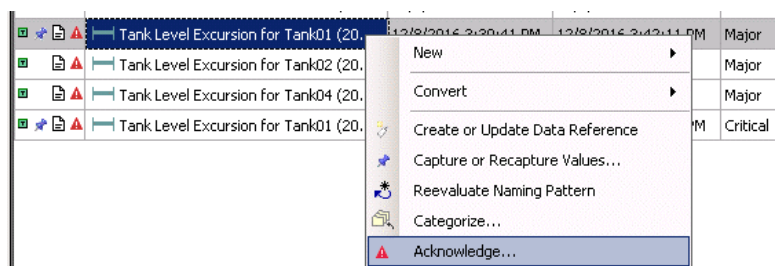 Tank Level Excursion for Tank01 (20. 12/8/2016 3:39:41 PM 12/8/2016 3:42:11 PM Major
New
Tank Level Excursion for Tank02 (20. Major
Convert
Tank Level Excursion for Tank04 (20. Major
Create or Update Data Reference
Tank Level Excursion for Tank01 (20. PM Critical
Capture or Recapture Values...
Reevaluate Naming Pattern
Categorize...
Acknowledge...